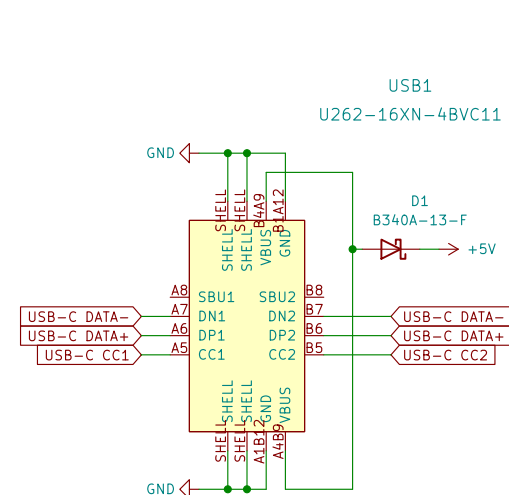 USB1
U262-16XN-4BVC11
GND
SHELL
SHELL
B4A9
B1A12
D1
B340A-13-F
+5V
SHELL
SHELL
VBUS
GND
A8
SBU1
SBU2
B8
USB-C DATA-
A7
DN1
DN2
B7
USB-C DATA-
USB-C DATA+
A6
DP1
DP2
B6
USB-C DATA+
USB-C CC1
A5
CC1
CC2
B5
USB-C CC2
SHELL
SHELL
GND
VBUS
SHELL
SHELL
A1B12
A4B9
GND